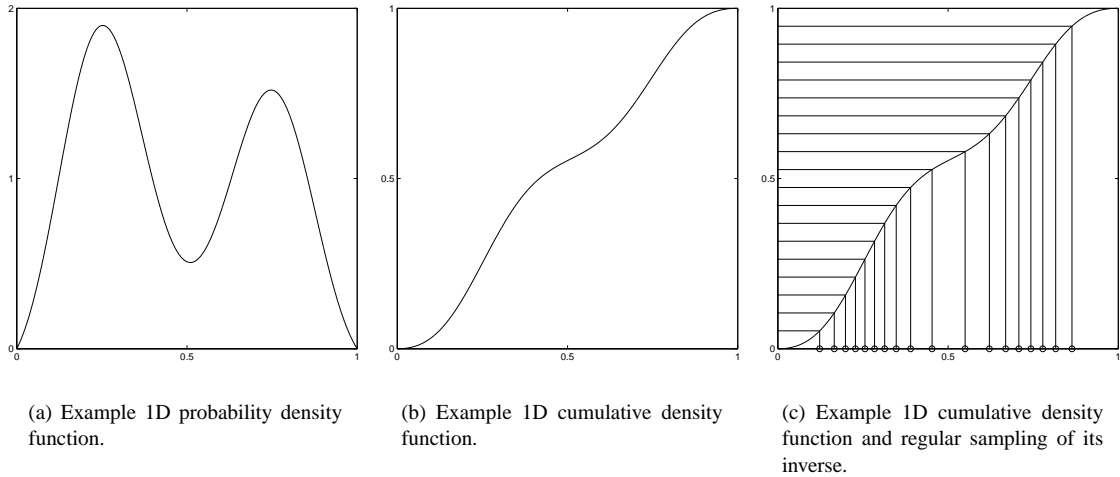 2
1
0
0
0.5
1
1
0.5
0
0
0.5
1
1
0.5
0
0
0.5
1
(a) Example 1D probability density
function.
(b) Example 1D cumulative density
function.
(c) Example 1D cumulative density
function and regular sampling of its
inverse.